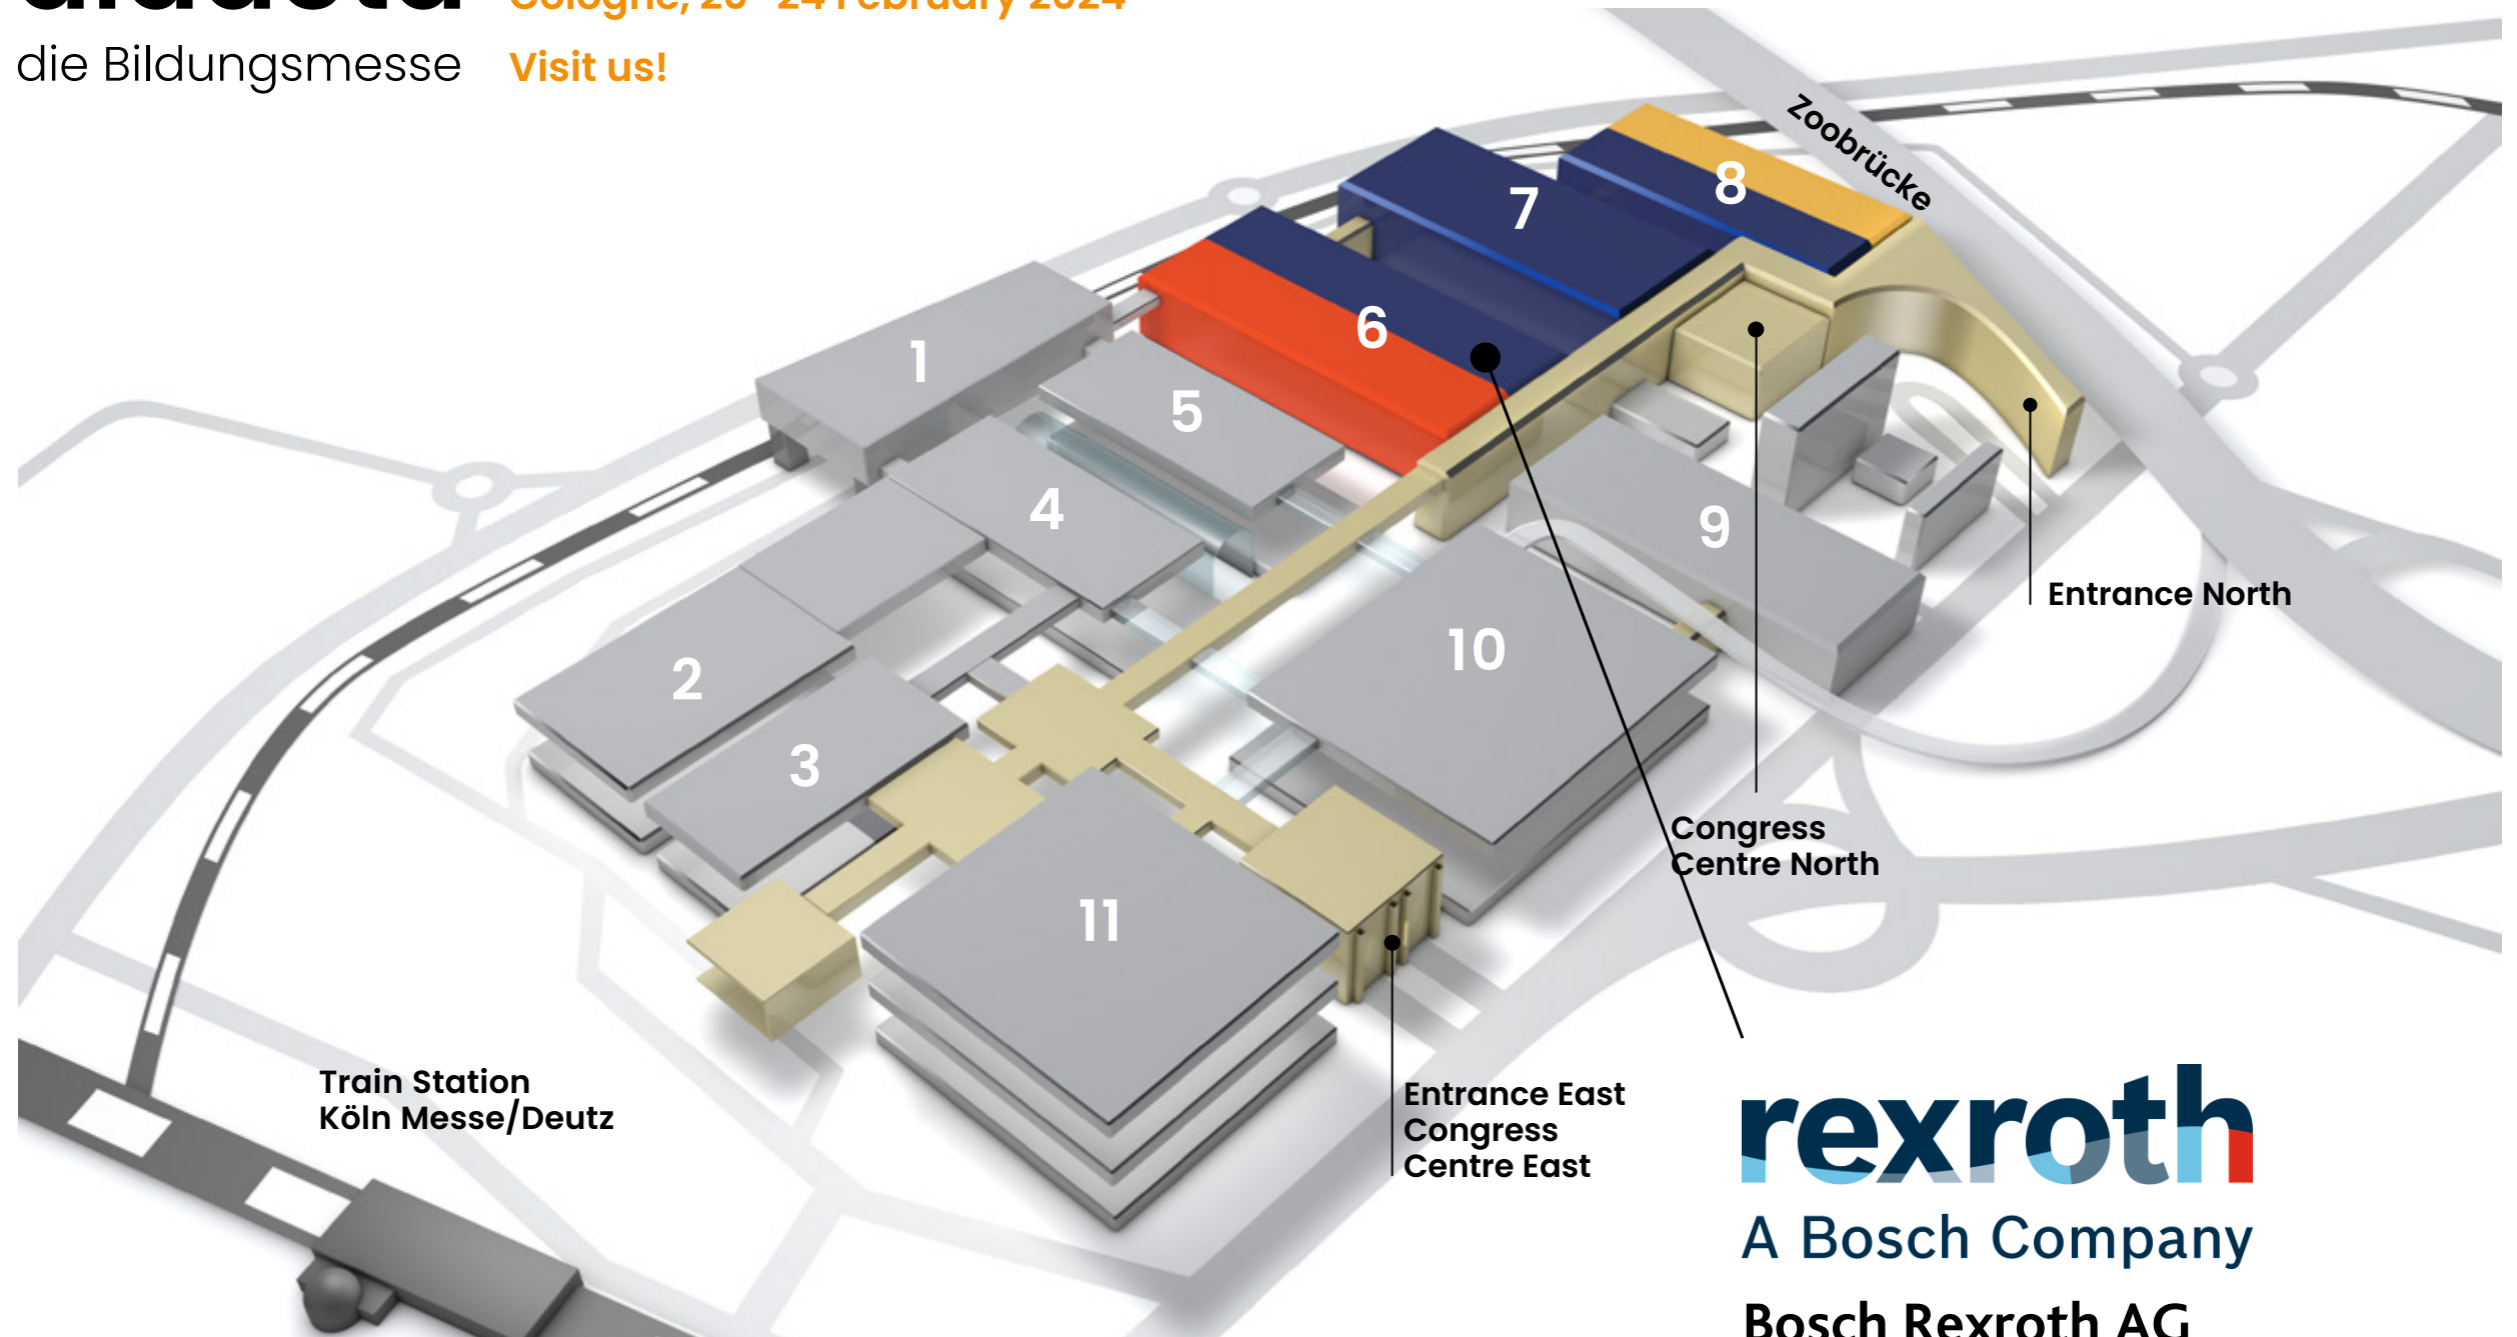 die Bildungsmesse
Visit us!
Zoobrücke
8
7
6
1
5
4
9
Entrance North
10
2
3
Congress
Centre North
11
Train Station
Köln Messe/Deutz
Entrance East
Congress
Centre East
rexroth
A Bosch Company
Bosch Rexroth AG